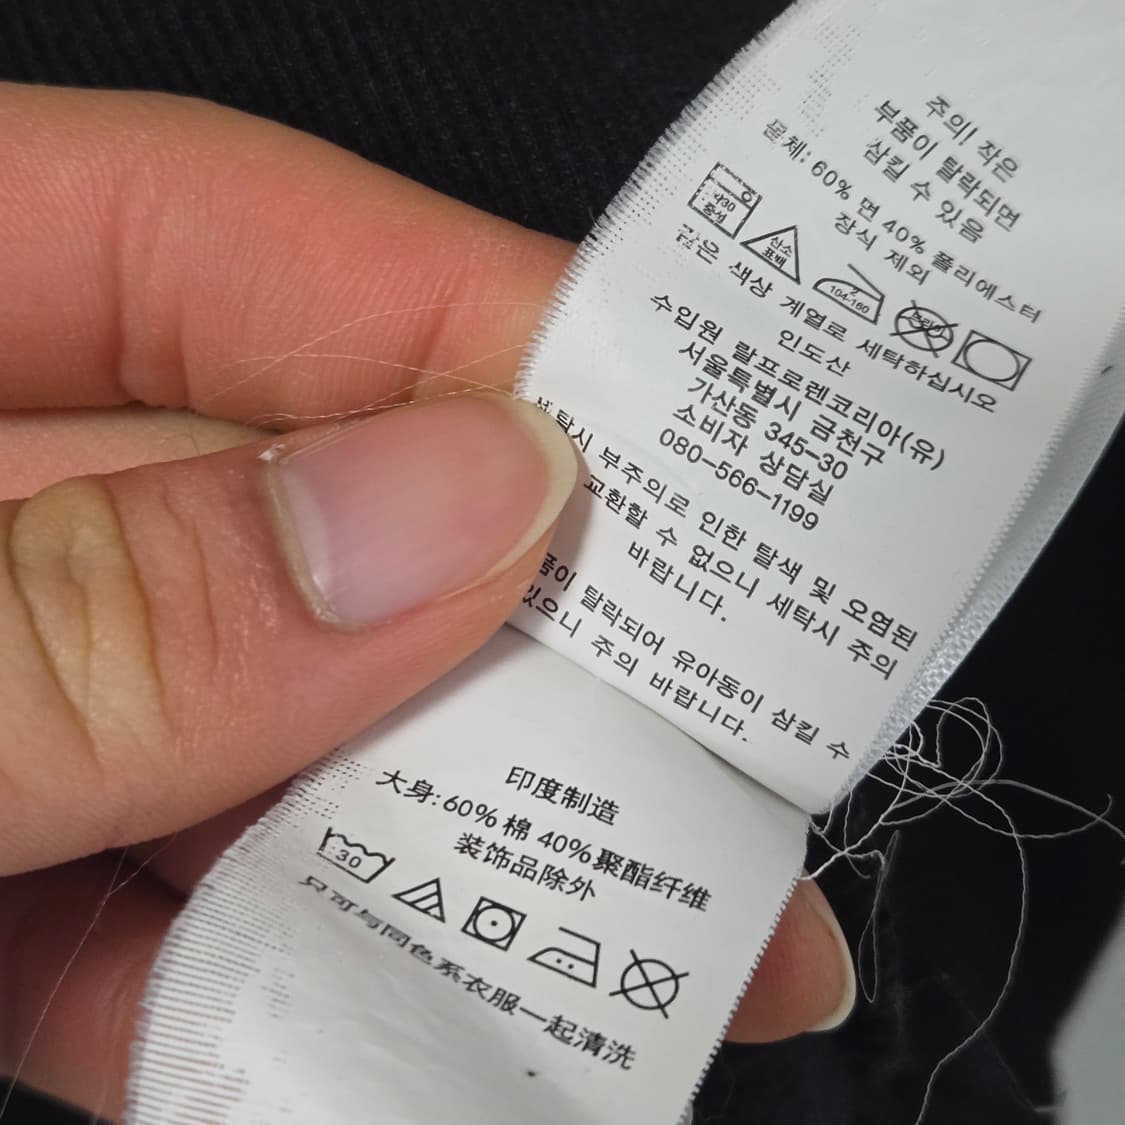 주의! 작은
부품이 탈락되면
삼킬 수 있음
몸체: 60% 면 40% 폴리에스터
장식 제외
약30
중성
산소
표백
2
104-160
드라이
같은 색상 계열로 세탁하십시오
인도산
수입원 랄프로렌코리아(유)
서울특별시 금천구
가산동 345-30
소비자 상담실
080-566-1199
세탁시 부주의로 인한 탈색 및 오염된
교환할 수 없으니 세탁시 주의
바랍니다.
품이 탈락되어 유아동이 삼킬 수
있으니 주의 바랍니다.
印度制造
大身: 60% 棉 40% 聚酯纤维
装饰品除外
30
只可与同色系衣服一起清洗